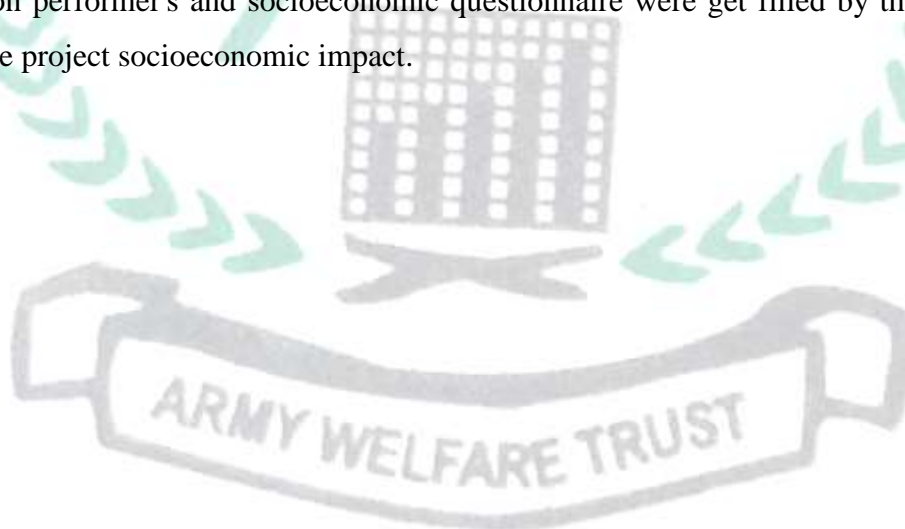 on performer's and socioeconomic questionnaire were get filled by th
e project socioeconomic impact.
ARMY WELFARE TRUST